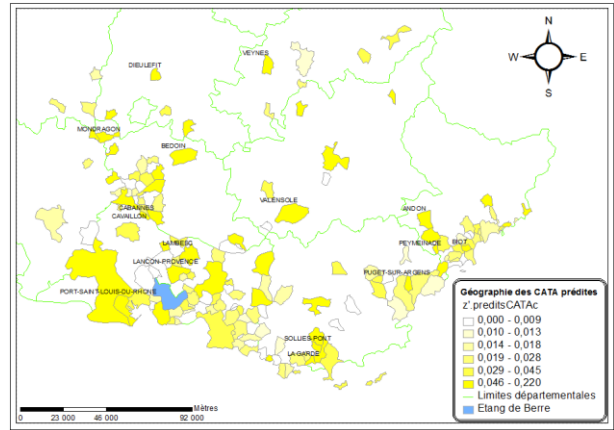 N
VEYNES
DIEULEFIT
W E
S
MONDRAGON
BEDOIN
CABANNES
CAVAILLON
VALENSOLE
ANDON
LAMBESC
PEYMEINADE
BIOT
LANCON-PROVENCE
PUGET-SUR-ARGENS
PORT-SAINT-LOUIS-DU-RHONE
SOLLIES-PONT
LA GARDE
Géographie des CATA prédites
z'.preditsCATAc
0,000 - 0,009
0,010 - 0,013
0,014 - 0,018
0,019 - 0,028
0,029 - 0,045
0,046 - 0,220
Limites départementales
Etang de Berre
Mètres
0 23 000 46 000 92 000